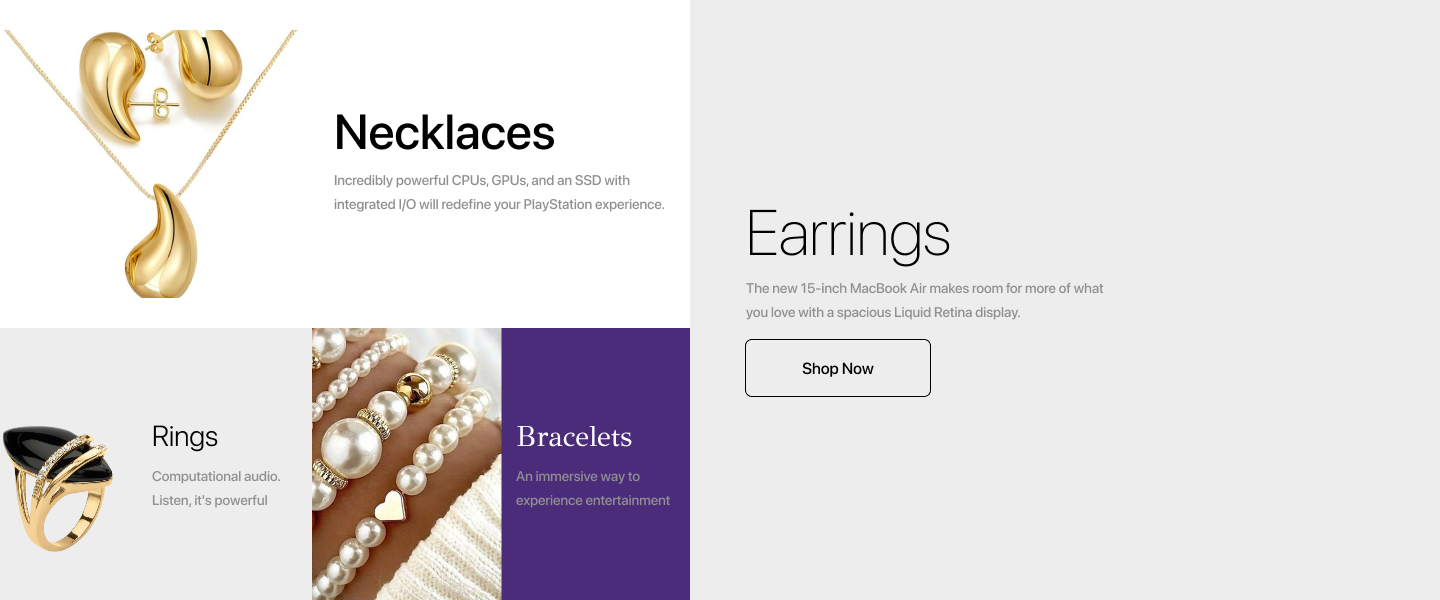 Necklaces
Incredibly powerful CPUs, GPUs, and an SSD with
integrated I/O will redefine your PlayStation experience.
Rings
Computational audio.
Listen, it's powerful
Bracelets
An immersive way to
experience entertainment
Earrings
The new 15-inch MacBook Air makes room for more of what
you love with a spacious Liquid Retina display.
Shop Now